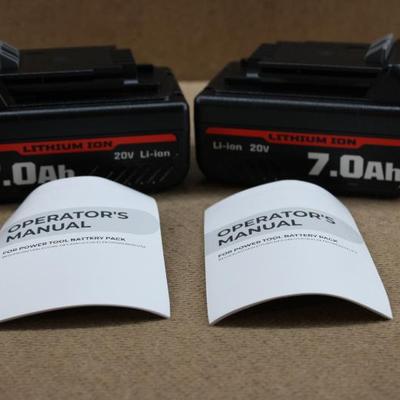 LITHIUM ION
20V Li-ion
.0Ah
LITHIUM ION
Li-ion 20V
7.0Ah
OPERATOR'S
MANUAL
FOR POWER TOOL BATTERY PACK
OPERATOR'S
MANUAL
FOR POWER TOOL BATTERY PACK